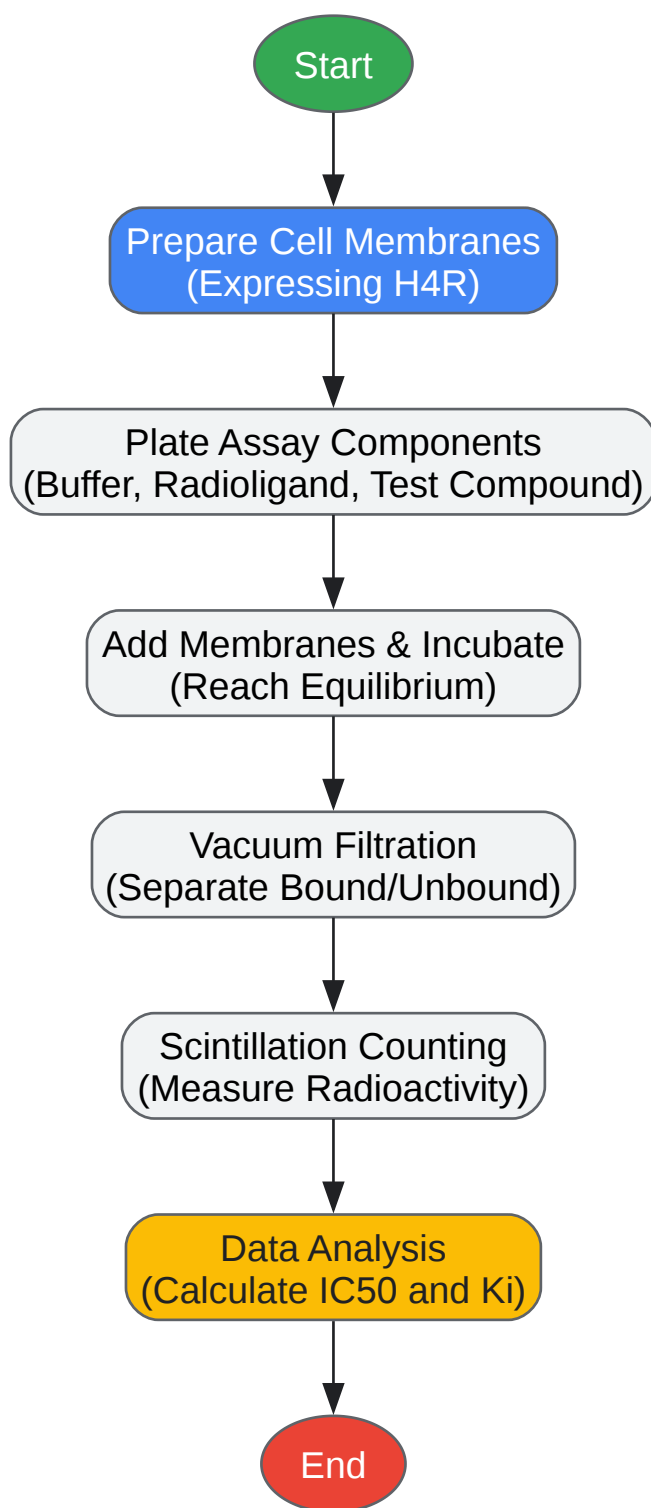 Start
Prepare Cell Membranes
(Expressing H4R)
Plate Assay Components
(Buffer, Radioligand, Test Compound)
Add Membranes & Incubate
(Reach Equilibrium)
Vacuum Filtration
(Separate Bound/Unbound)
Scintillation Counting
(Measure Radioactivity)
Data Analysis
(Calculate IC50 and Ki)
End